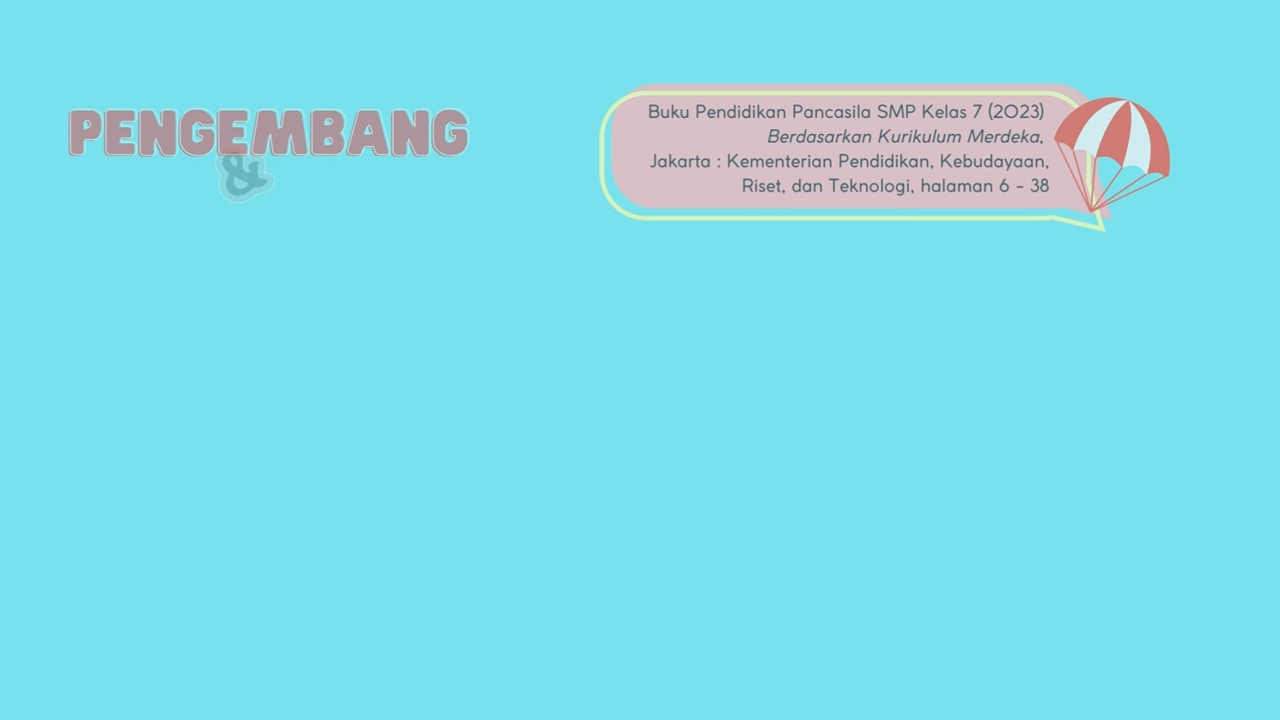 PENGEMBANG
&
Buku Pendidikan Pancasila SMP Kelas 7 (2023)
Berdasarkan Kurikulum Merdeka,
Jakarta : Kementerian Pendidikan, Kebudayaan,
Riset, dan Teknologi, halaman 6 - 38